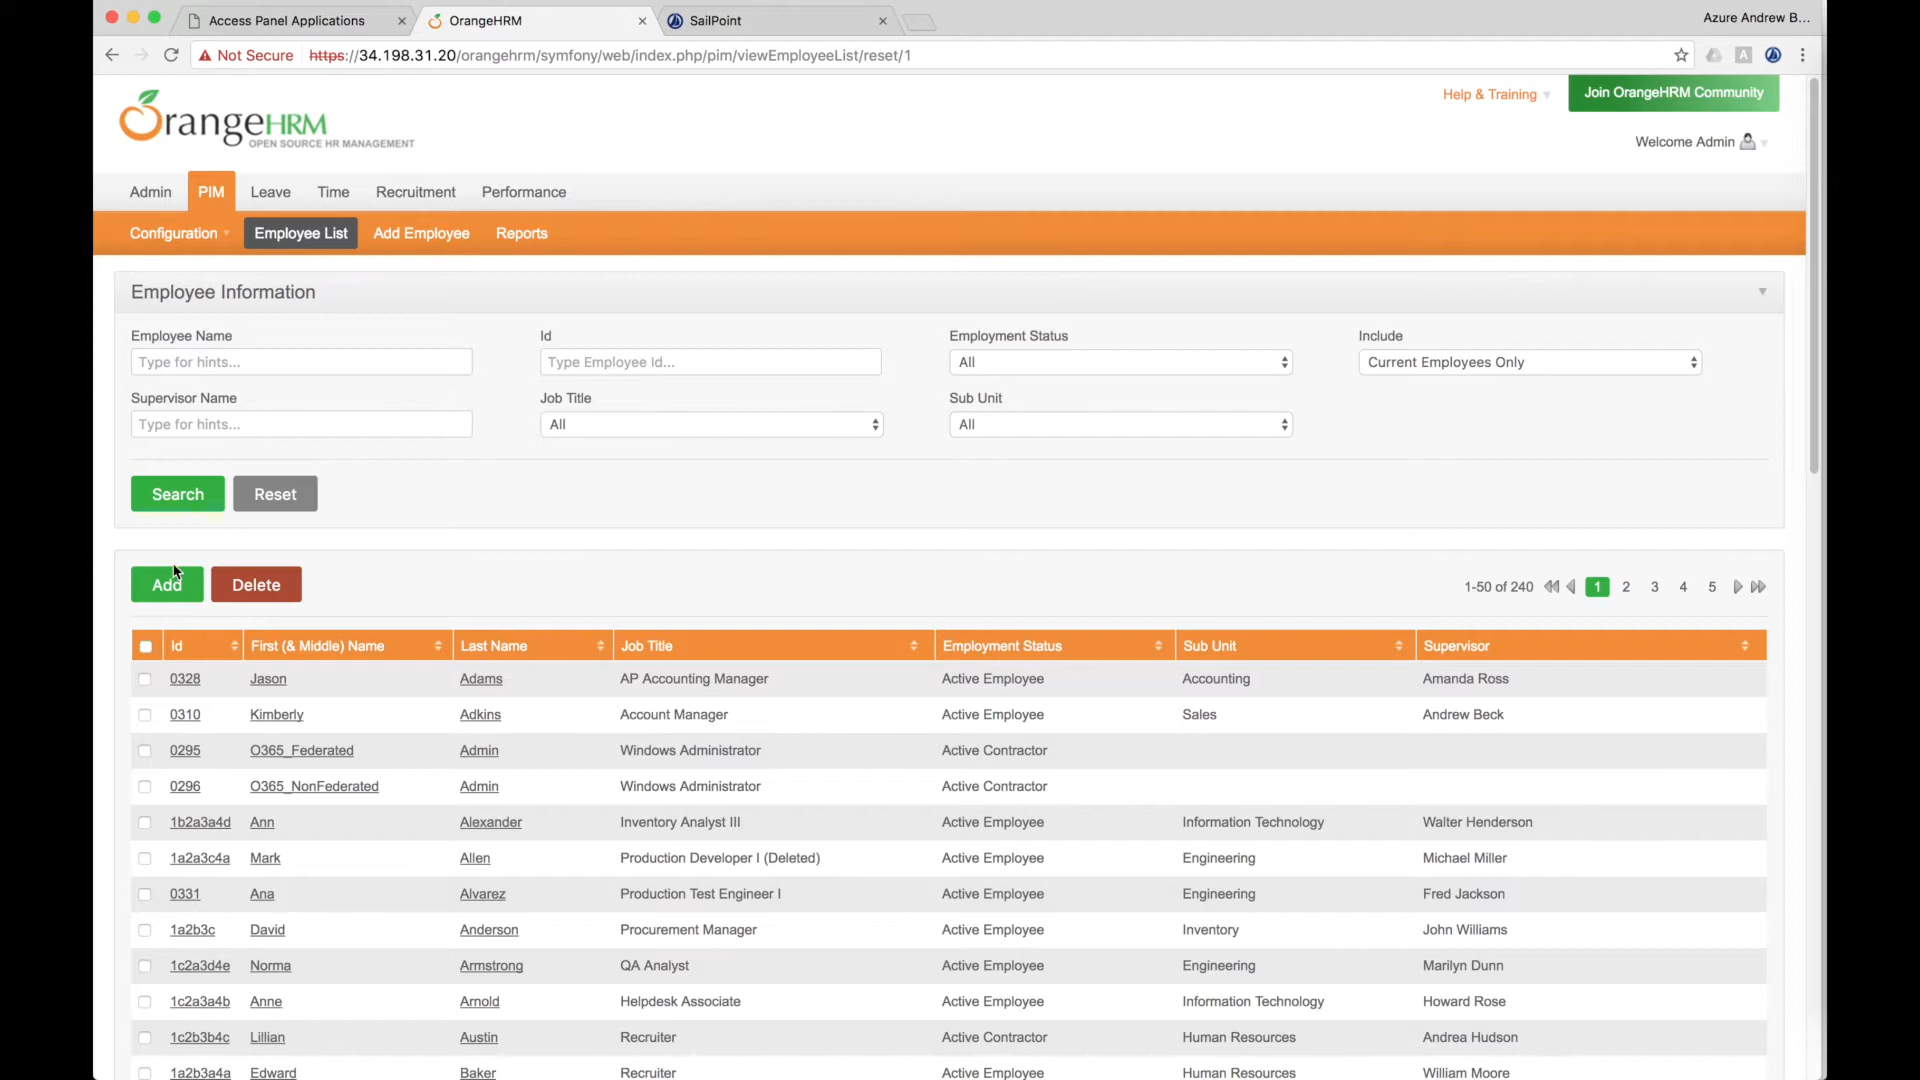 Access Panel Applications × OrangeHRM × SailPoint × Azure Andrew B...
Not Secure https://34.198.31.20/orangehrm/symfony/web/index.php/pim/viewEmployeeList/reset/1 A
OrangeHRM
OPEN SOURCE HR MANAGEMENT
Help & Training Join OrangeHRM Community
Welcome Admin
Admin PIM Leave Time Recruitment Performance
Configuration Employee List Add Employee Reports
Employee Information
Employee Name Id Employment Status Include
Type for hints... Type Employee Id... All Current Employees Only
Supervisor Name Job Title Sub Unit
Type for hints... All All
Search Reset
Add Delete 1-50 of 240 1 2 3 4 5
Id First (& Middle) Name Last Name Job Title Employment Status Sub Unit Supervisor
0328 Jason Adams AP Accounting Manager Active Employee Accounting Amanda Ross
0310 Kimberly Adkins Account Manager Active Employee Sales Andrew Beck
0295 O365_Federated Admin Windows Administrator Active Contractor
0296 O365_NonFederated Admin Windows Administrator Active Contractor
1b2a3a4d Ann Alexander Inventory Analyst III Active Employee Information Technology Walter Henderson
1a2a3c4a Mark Allen Production Developer I (Deleted) Active Employee Engineering Michael Miller
0331 Ana Alvarez Production Test Engineer I Active Employee Engineering Fred Jackson
1a2b3c David Anderson Procurement Manager Active Employee Inventory John Williams
1c2a3d4e Norma Armstrong QA Analyst Active Employee Engineering Marilyn Dunn
1c2a3a4b Anne Arnold Helpdesk Associate Active Employee Information Technology Howard Rose
1c2b3b4c Lillian Austin Recruiter Active Contractor Human Resources Andrea Hudson
1a2b3a4a Edward Baker Recruiter Active Employee Human Resources William Moore